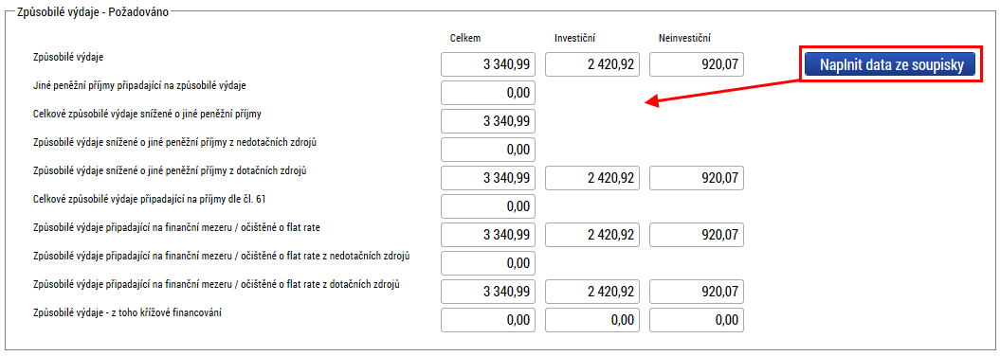 Způsobilé výdaje - Požadováno
Celkem Investiční Neinvestiční
Způsobilé výdaje 3 340,99 2 420,92 920,07 Naplnit data ze soupisky
Jiné peněžní příjmy připadající na způsobilé výdaje 0,00
Celkové způsobilé výdaje snížené o jiné peněžní příjmy 3 340,99
Způsobilé výdaje snížené o jiné peněžní příjmy z nedotačních zdrojů 0,00
Způsobilé výdaje snížené o jiné peněžní příjmy z dotačních zdrojů 3 340,99 2 420,92 920,07
Celkové způsobilé výdaje připadající na příjmy dle čl. 61 0,00
Způsobilé výdaje připadající na finanční mezeru / očištěné o flat rate 3 340,99 2 420,92 920,07
Způsobilé výdaje připadající na finanční mezeru / očištěné o flat rate z nedotačních zdrojů 0,00
Způsobilé výdaje připadající na finanční mezeru / očištěné o flat rate z dotačních zdrojů 3 340,99 2 420,92 920,07
Způsobilé výdaje - z toho křížové financování 0,00 0,00 0,00